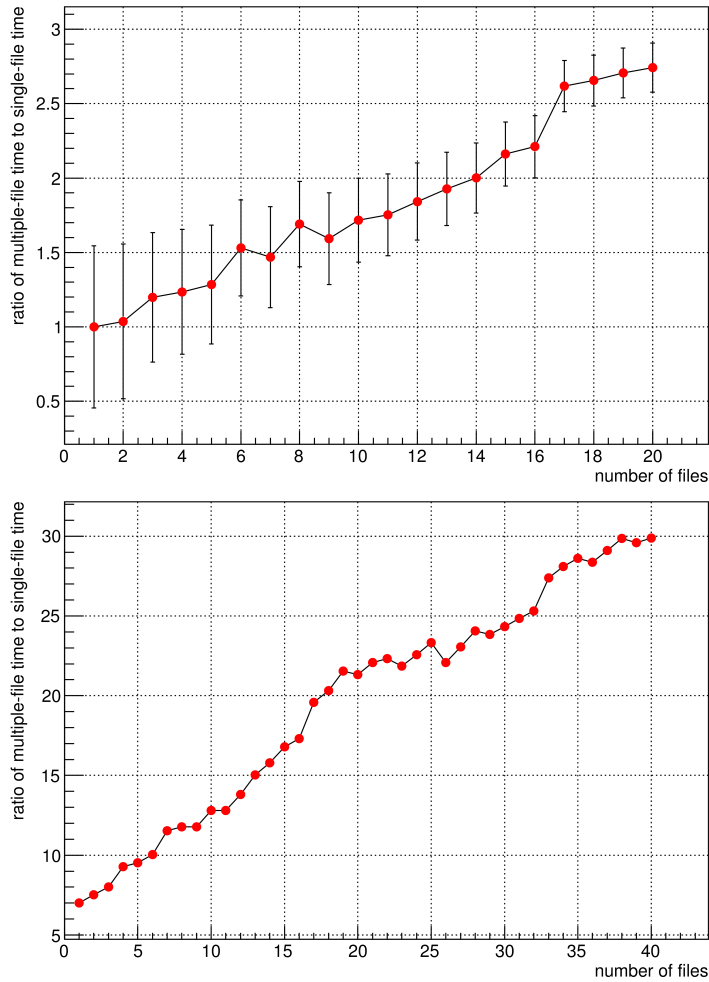 ratio of multiple-file time to single-file time
3
2.5
2
1.5
1
0.5
0 2 4 6 8 10 12 14 16 18 20
number of files
ratio of multiple-file time to single-file time
30
25
20
15
10
5
0 5 10 15 20 25 30 35 40
number of files